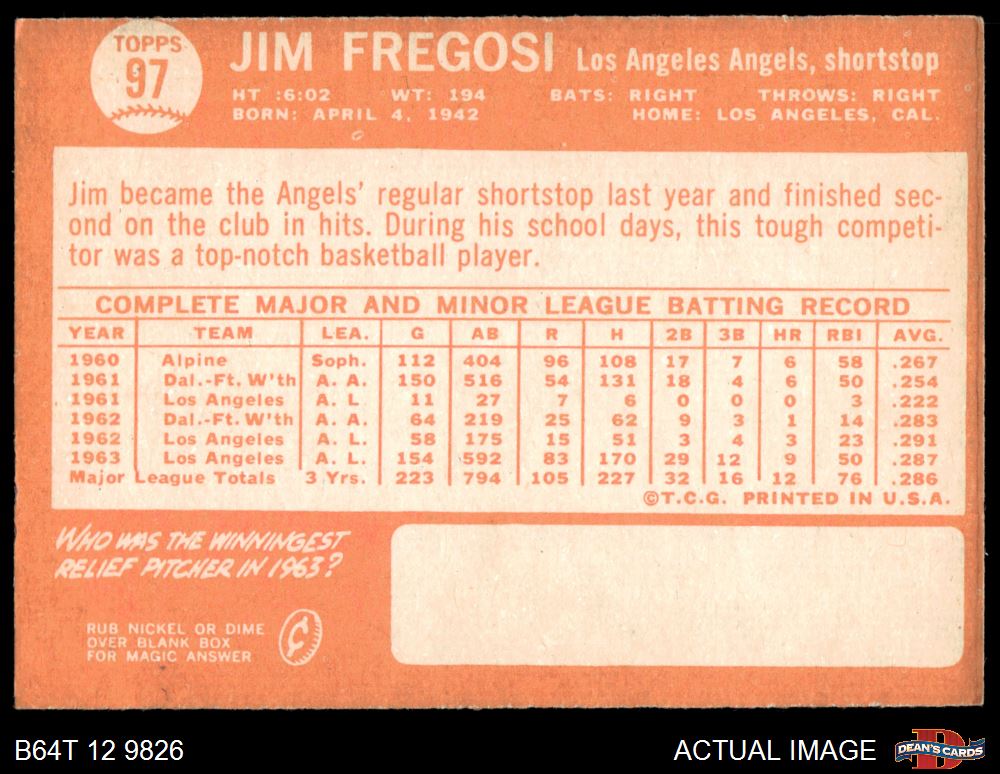 TOPPS
97
JIM FREGOSI Los Angeles Angels, shortstop
HT :6:02 WT: 194 BATS: RIGHT THROWS: RIGHT
BORN: APRIL 4, 1942 HOME: LOS ANGELES, CAL.
Jim became the Angels' regular shortstop last year and finished sec-
ond on the club in hits. During his school days, this tough competi-
tor was a top-notch basketball player.
COMPLETE MAJOR AND MINOR LEAGUE BATTING RECORD
YEAR TEAM LEA. G AB R H 2B 3B HR RBI AVG.
1960 Alpine Soph. 112 404 96 108 17 7 6 58 .267
1961 Dal.-Ft. W'th A. A. 150 516 54 131 18 4 6 50 .254
1961 Los Angeles A. L. 11 27 7 6 0 0 0 3 .222
1962 Dal.-Ft. W'th A. A. 64 219 25 62 9 3 1 14 .283
1962 Los Angeles A. L. 58 175 15 51 3 4 3 23 .291
1963 Los Angeles A. L. 154 592 83 170 29 12 9 50 .287
Major League Totals 3 Yrs. 223 794 105 227 32 16 12 76 .286
©T.C.G. PRINTED IN U.S.A.
WHO WAS THE WINNINGEST
RELIEF PITCHER IN 1963?
RUB NICKEL OR DIME
OVER BLANK BOX
FOR MAGIC ANSWER
¢
B64T 12 9826 ACTUAL IMAGE D DEAN'S CARDS